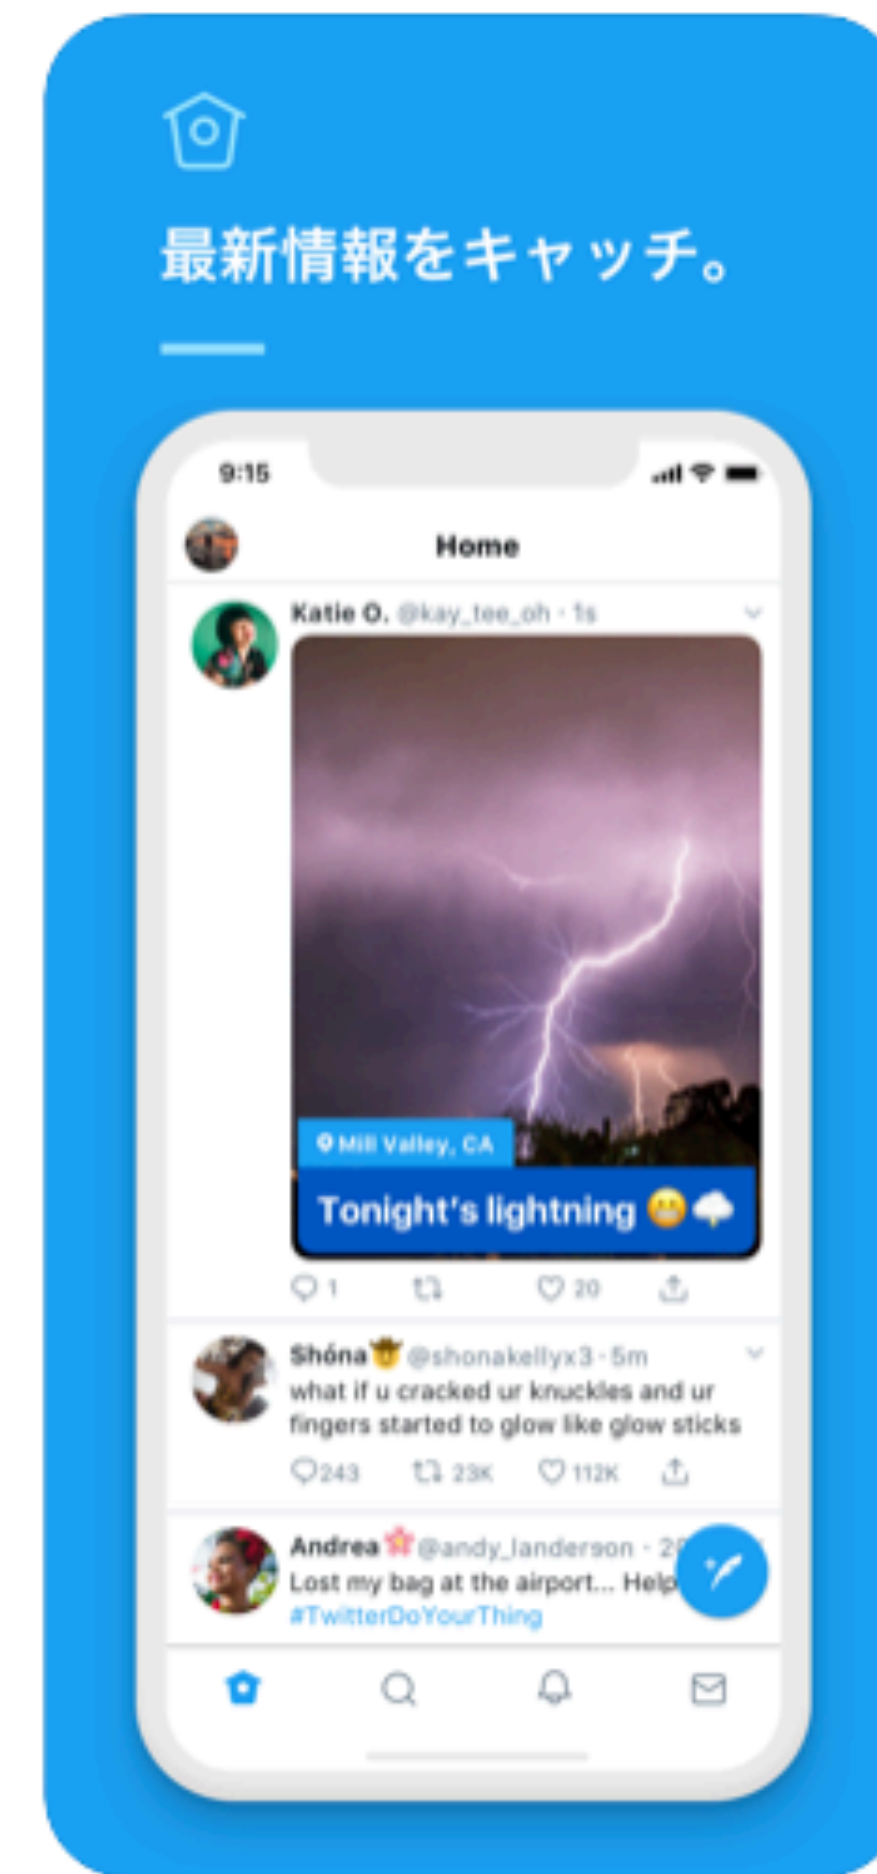 最新情報をキャッチ。
9:15
Home
Katie O. @kay_tee_oh · 1s
Mill Valley, CA
Tonight's lightning 😬🌩
1 20
Shóna🤠 @shonakellyx3 · 5m
what if u cracked ur knuckles and ur
fingers started to glow like glow sticks
243 23K 112K
Andrea🌸 @andy_landerson ·
Lost my bag at the airport... Help
#TwitterDoYourThing